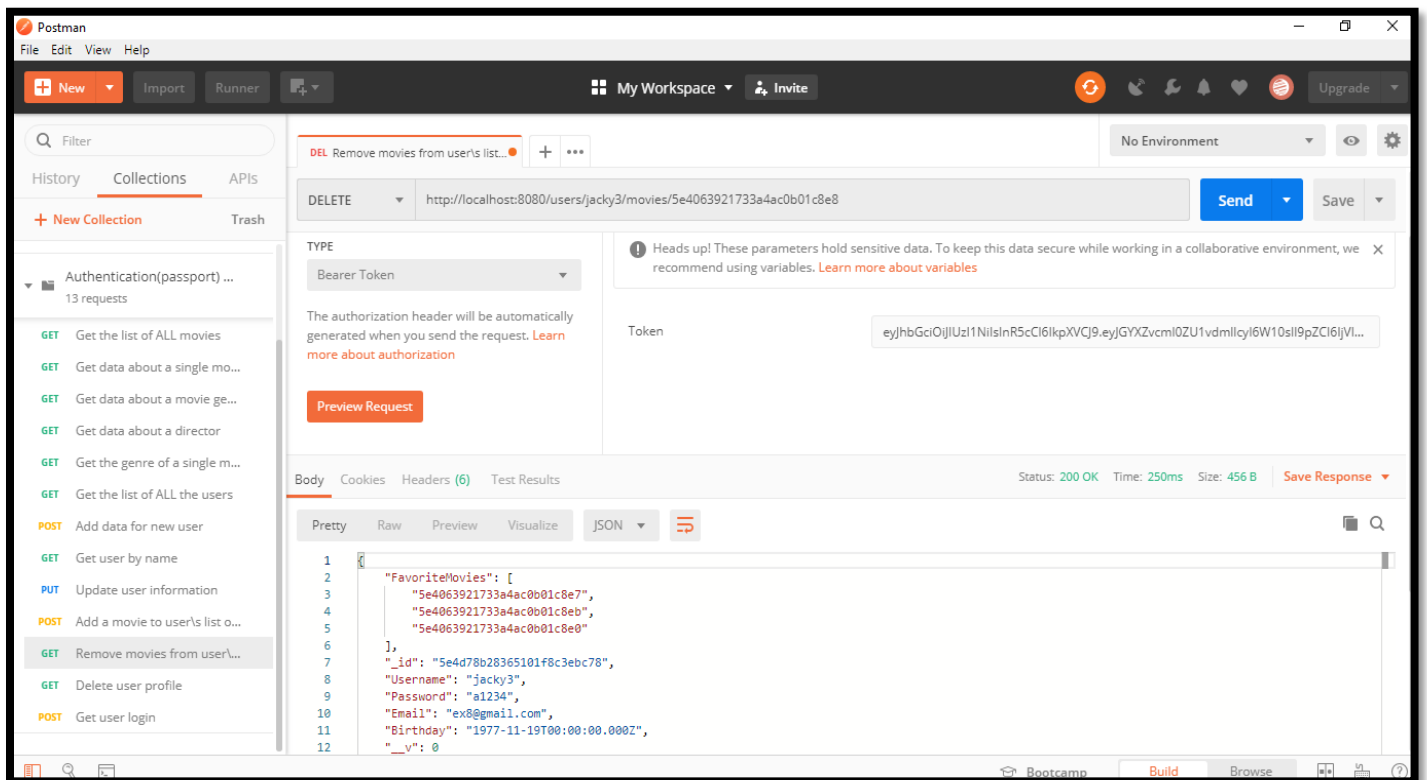 Postman
File Edit View Help
New Import Runner My Workspace Invite Upgrade
Filter
History Collections APIs
+ New Collection Trash
Authentication(passport) ...
13 requests
GET Get the list of ALL movies
GET Get data about a single mo...
GET Get data about a movie ge...
GET Get data about a director
GET Get the genre of a single m...
GET Get the list of ALL the users
POST Add data for new user
GET Get user by name
PUT Update user information
POST Add a movie to user\s list o...
GET Remove movies from user\...
GET Delete user profile
POST Get user login
DEL Remove movies from user\s list...
No Environment
DELETE http://localhost:8080/users/jacky3/movies/5e4063921733a4ac0b01c8e8 Send Save
TYPE
Bearer Token
The authorization header will be automatically
generated when you send the request. Learn
more about authorization
Preview Request
Heads up! These parameters hold sensitive data. To keep this data secure while working in a collaborative environment, we
recommend using variables. Learn more about variables
Token
Body Cookies Headers (6) Test Results Status: 200 OK Time: 250ms Size: 456 B Save Response
Pretty Raw Preview Visualize JSON
1 {
2 "FavoriteMovies": [
3 "5e4063921733a4ac0b01c8e7",
4 "5e4063921733a4ac0b01c8eb",
5 "5e4063921733a4ac0b01c8e0"
6 ],
7 "_id": "5e4d78b28365101f8c3ebc78",
8 "Username": "jacky3",
9 "Password": "a1234",
10 "Email": "ex8@gmail.com",
11 "Birthday": "1977-11-19T00:00:00.000Z",
12 "__v": 0
Bootcamp Build Browse